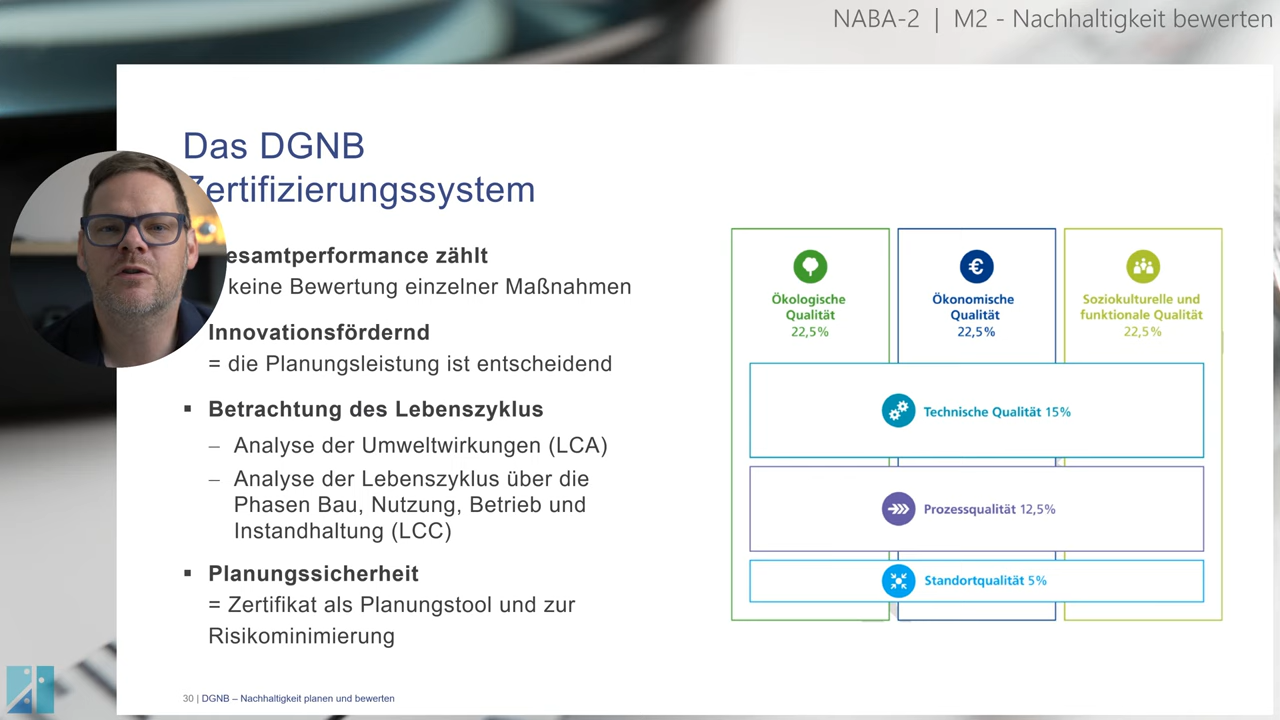 NABA-2 | M2 - Nachhaltigkeit bewerten
Das DGNB
Zertifizierungssystem
esamtperformance zählt
keine Bewertung einzelner Maßnahmen
Innovationsfördernd
= die Planungsleistung ist entscheidend
▪ Betrachtung des Lebenszyklus
– Analyse der Umweltwirkungen (LCA)
– Analyse der Lebenszyklus über die
Phasen Bau, Nutzung, Betrieb und
Instandhaltung (LCC)
▪ Planungssicherheit
= Zertifikat als Planungstool und zur
Risikominimierung
Ökologische
Qualität
22,5%
Ökonomische
Qualität
22,5%
Soziokulturelle und
funktionale Qualität
22,5%
Technische Qualität 15%
Prozessqualität 12,5%
Standortqualität 5%
30 | DGNB – Nachhaltigkeit planen und bewerten